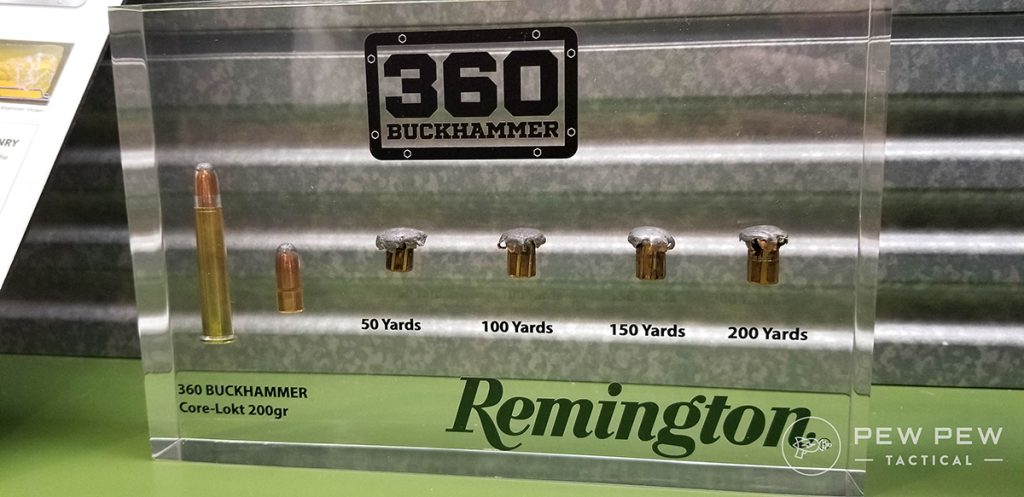 360
BUCKHAMMER
NRY
50 Yards
100 Yards
150 Yards
200 Yards
360 BUCKHAMMER
Core-Lokt 200gr
Remington
PEW PEW
TACTICAL